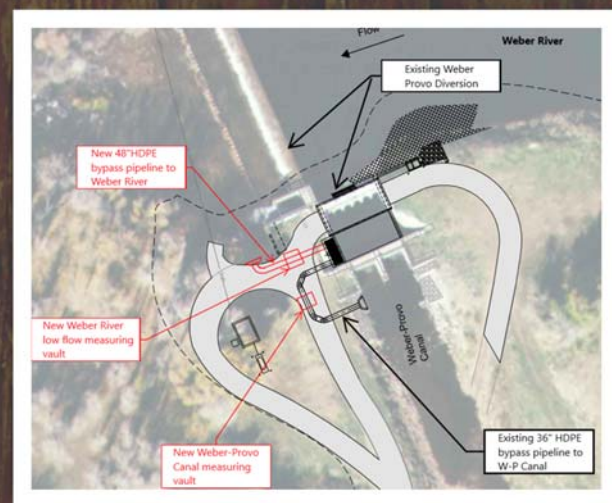 Flow
Weber River
Existing Weber
Provo Diversion
New 48"HDPE
bypass pipeline to
Weber River
New Weber River
low flow measuring
vault
Weber-Provo
Canal
New Weber-Provo
Canal measuring
vault
Existing 36" HDPE
bypass pipeline to
W-P Canal